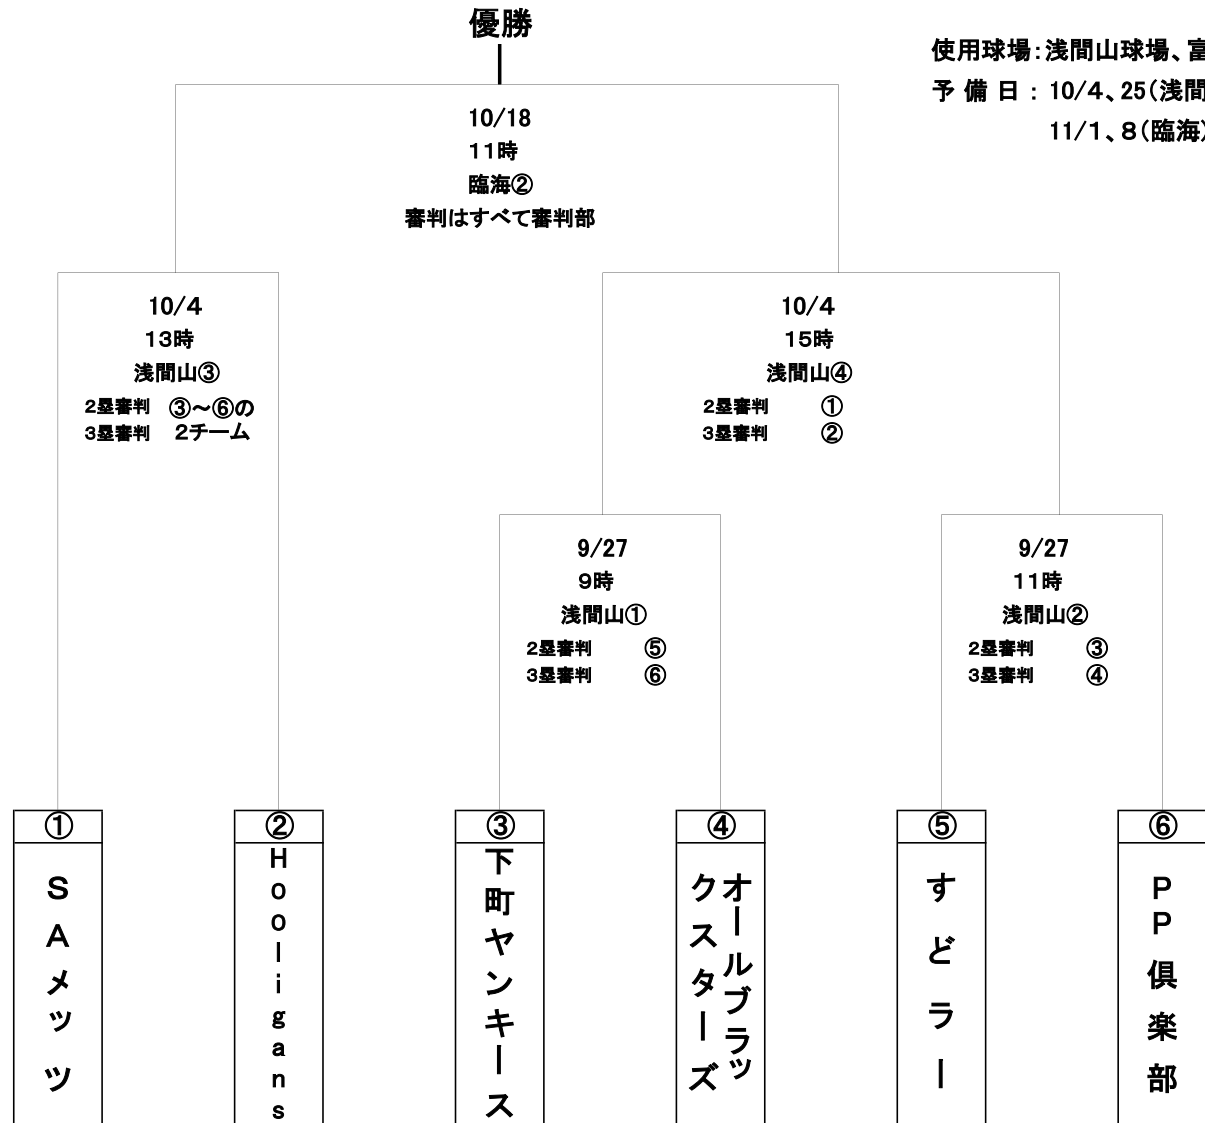 優勝
使用球場：浅間山球場、富
予 備 日 ： 10/4、25(浅間
11/1、8(臨海)
10/18
11時
臨海②
審判はすべて審判部
10/4
13時
浅間山③
2塁審判 ③～⑥の
3塁審判 2チーム
10/4
15時
浅間山④
2塁審判 ①
3塁審判 ②
9/27
9時
浅間山①
2塁審判 ⑤
3塁審判 ⑥
9/27
11時
浅間山②
2塁審判 ③
3塁審判 ④
①
SAメッツ
②
Hooligans
③
下町ヤンキース
④
オールブラッ
クスターズ
⑤
すどラー
⑥
PP倶楽部